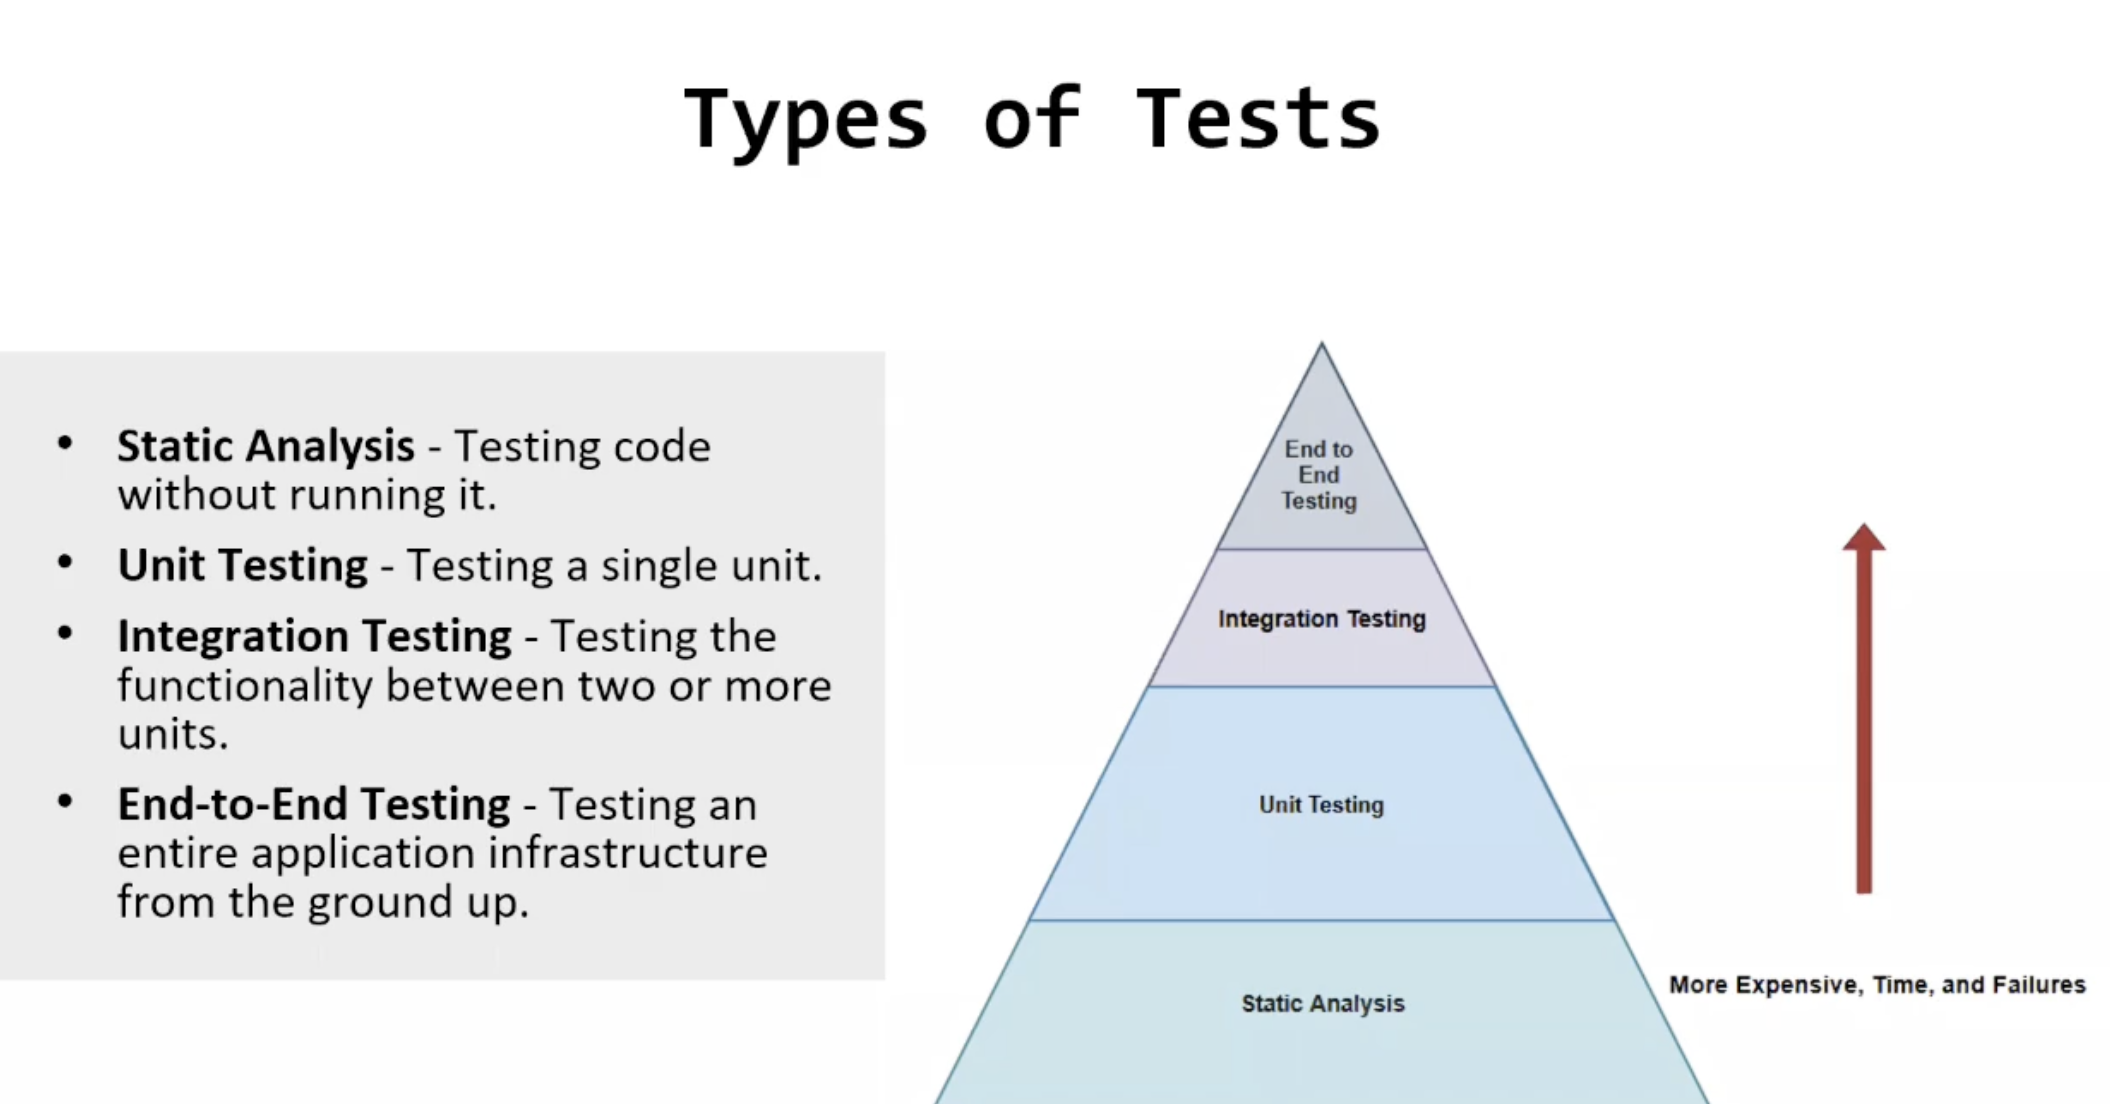 Types of Tests
• Static Analysis - Testing code
without running it.
• Unit Testing - Testing a single unit.
• Integration Testing - Testing the
functionality between two or more
units.
• End-to-End Testing - Testing an
entire application infrastructure
from the ground up.
End to
End
Testing
Integration Testing
Unit Testing
Static Analysis
More Expensive, Time, and Failures